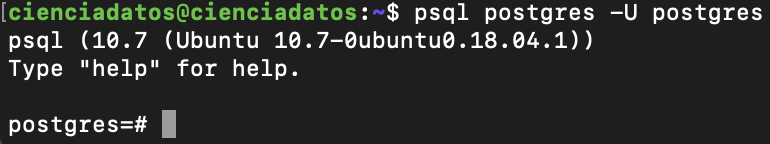 [cienciadatos@cienciadatos:~$ psql postgres -U postgres
psql (10.7 (Ubuntu 10.7-0ubuntu0.18.04.1))
Type "help" for help.
postgres=#